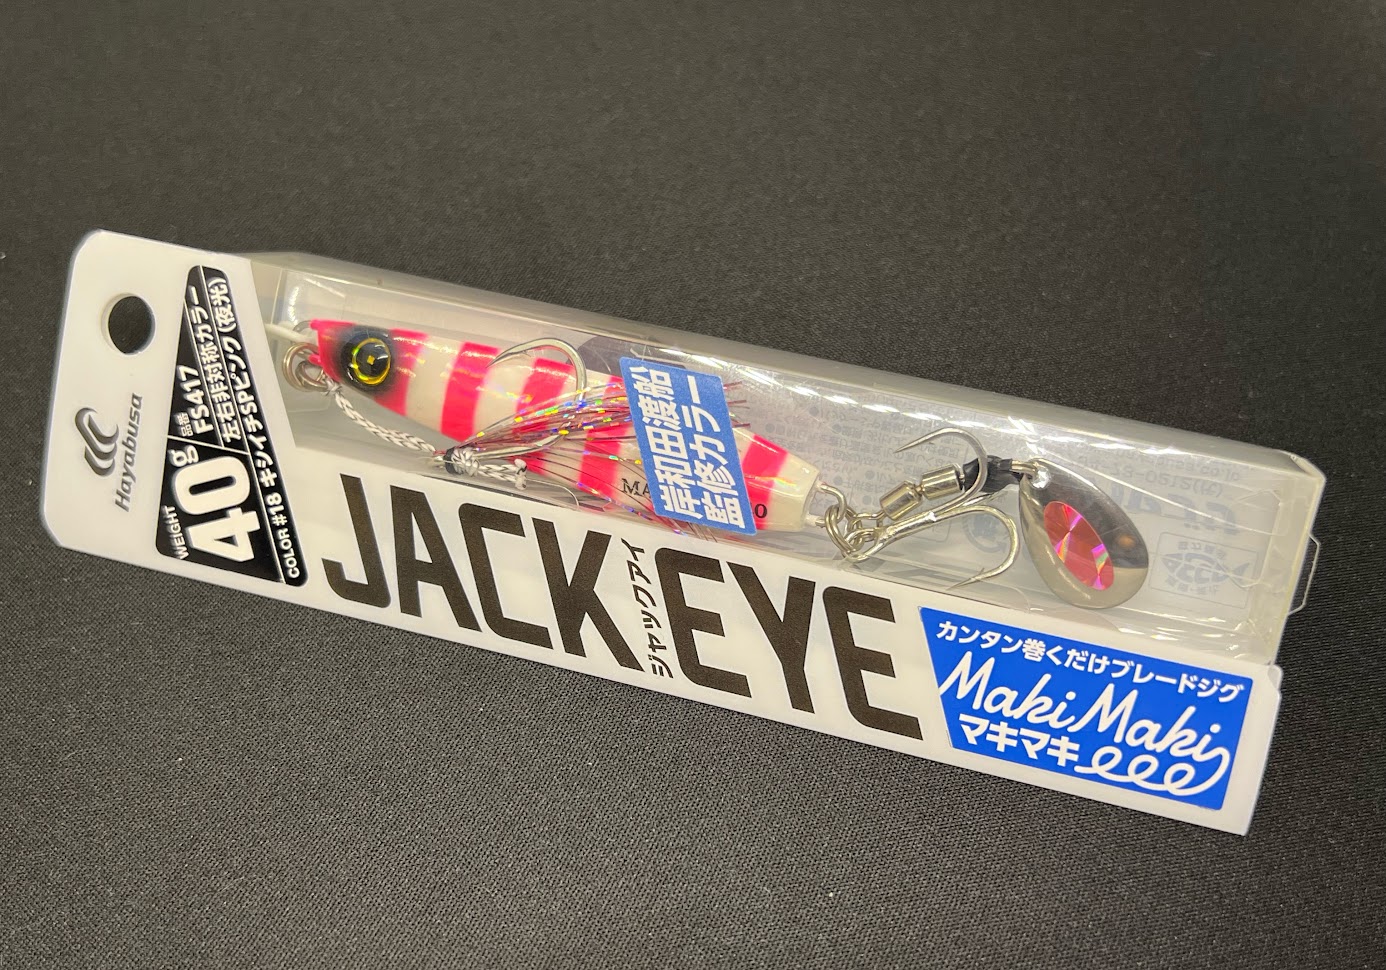 Hayabusa
WEIGHT
40g
品番
FS417
左右非対称カラー
COLOR #18 キシイチSPピンク(夜光)
岸和田渡船
監修カラー
JACK EYE
ジャックアイ
カンタン巻くだけブレードジグ
Maki Maki
マキマキ